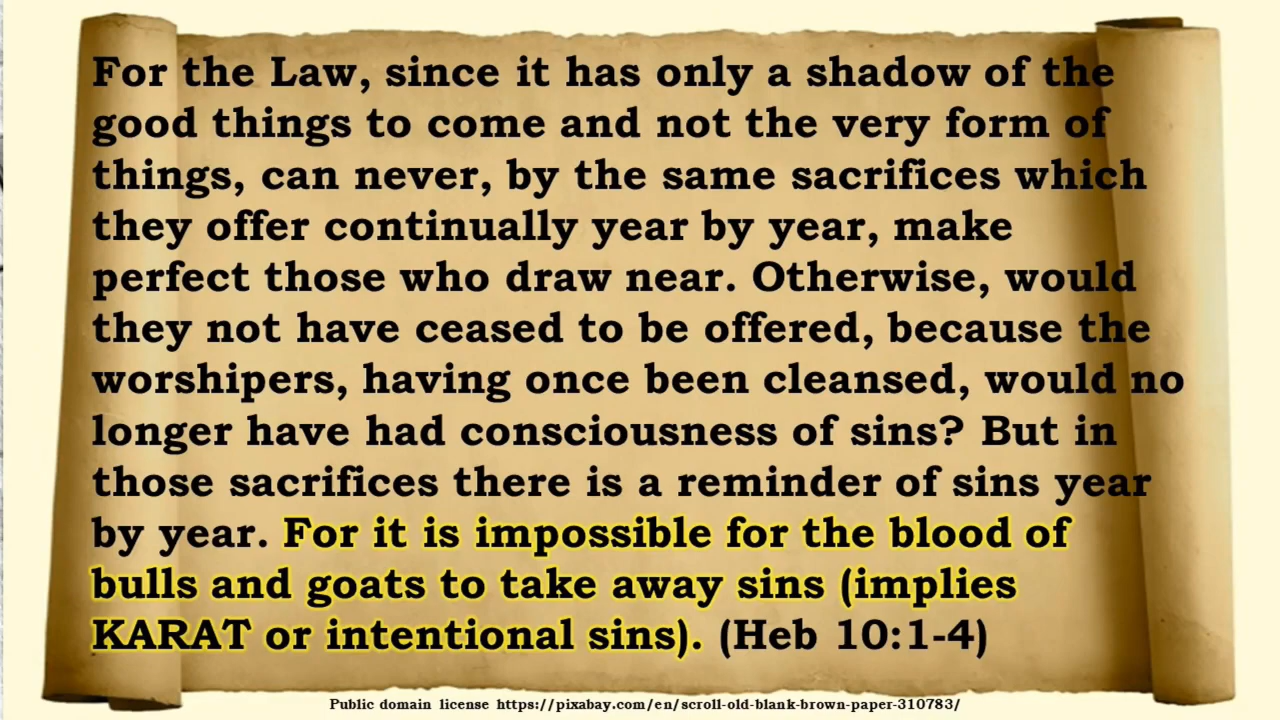 For the Law, since it has only a shadow of the
good things to come and not the very form of
things, can never, by the same sacrifices which
they offer continually year by year, make
perfect those who draw near. Otherwise, would
they not have ceased to be offered, because the
worshipers, having once been cleansed, would no
longer have had consciousness of sins? But in
those sacrifices there is a reminder of sins year
by year. For it is impossible for the blood of
bulls and goats to take away sins (implies
KARAT or intentional sins). (Heb 10:1-4)
Public domain license https://pixabay.com/en/scroll-old-blank-brown-paper-310783/